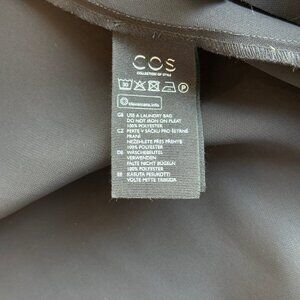 COS
COLLECTION OF STYLE
30
P
clevercare.info
GB USE A LAUNDRY BAG
DO NOT IRON ON PLEAT
100% POLYESTER
CZ PERTE V SÁČKU PRO ŠETRNÉ
PRANÍ
NEŽEHLETE PŘES PŘEHYB
100% POLYESTER
DE WÄSCHEBEUTEL
VERWENDEN
FALTE NICHT BÜGELN
100% POLYESTER
EE KASUTA PESUKOTTI
VOLTE MITTE TRIIKIDA